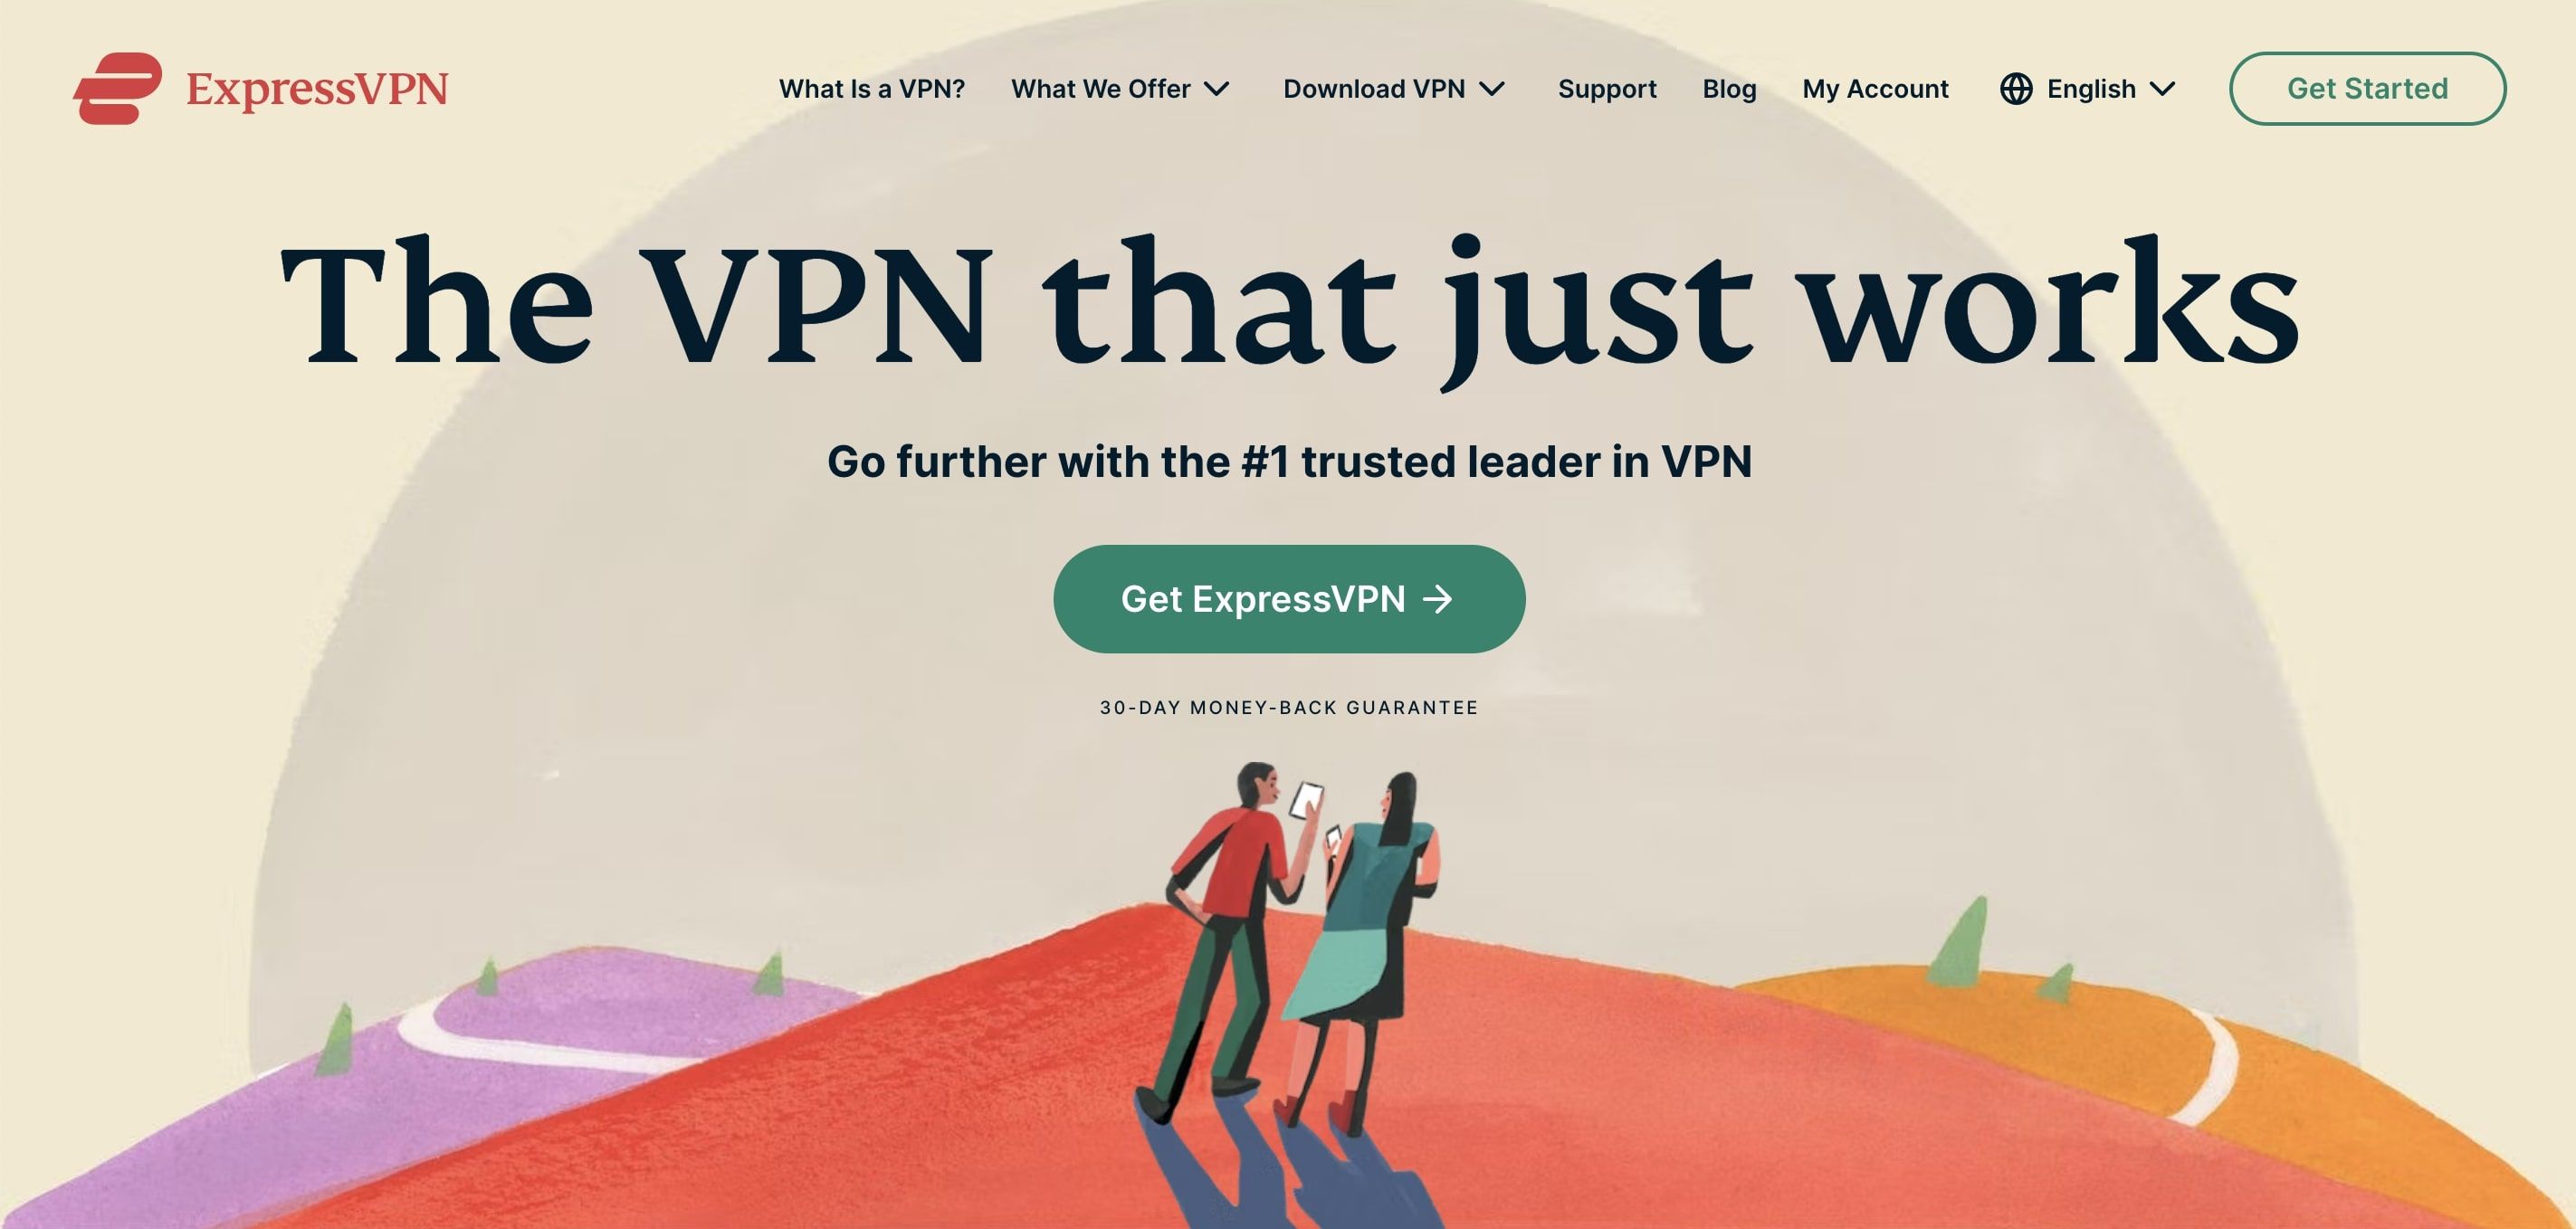 ExpressVPN
What Is a VPN? What We Offer Download VPN Support Blog My Account English Get Started
The VPN that just works
Go further with the #1 trusted leader in VPN
Get ExpressVPN →
30-DAY MONEY-BACK GUARANTEE